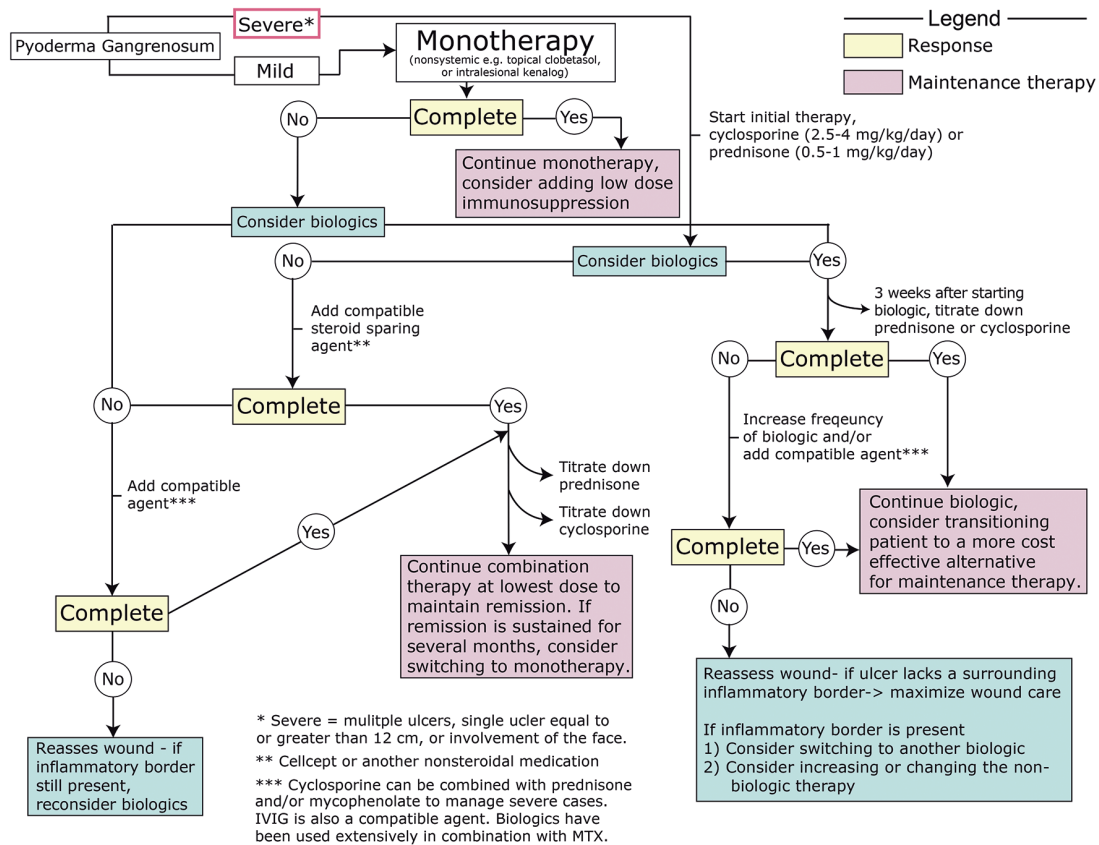 Pyoderma Gangrenosum
Severe*
Mild
Monotherapy
(nonsystemic e.g. topical clobetasol,
or intralesional kenalog)
Legend
Response
Maintenance therapy
No
Complete
Yes
Start initial therapy,
cyclosporine (2.5-4 mg/kg/day) or
prednisone (0.5-1 mg/kg/day)
Continue monotherapy,
consider adding low dose
immunosuppression
Consider biologics
No
Consider biologics
Yes
Add compatible
steroid sparing
agent**
3 weeks after starting
biologic, titrate down
prednisone or cyclosporine
No
Complete
Yes
No
Complete
Yes
Increase freqeuncy
of biologic and/or
add compatible agent***
Add compatible
agent***
Titrate down
prednisone
Titrate down
cyclosporine
Yes
Continue biologic,
consider transitioning
patient to a more cost
effective alternative
for maintenance therapy.
Complete
Yes
No
Continue combination
therapy at lowest dose to
maintain remission. If
remission is sustained for
several months, consider
switching to monotherapy.
Complete
No
Reasses wound - if
inflammatory border
still present,
reconsider biologics
Reassess wound- if ulcer lacks a surrounding
inflammatory border-> maximize wound care
If inflammatory border is present
1) Consider switching to another biologic
2) Consider increasing or changing the non-
biologic therapy
* Severe = mulitple ulcers, single ucler equal to
or greater than 12 cm, or involvement of the face.
** Cellcept or another nonsteroidal medication
*** Cyclosporine can be combined with prednisone
and/or mycophenolate to manage severe cases.
IVIG is also a compatible agent. Biologics have
been used extensively in combination with MTX.